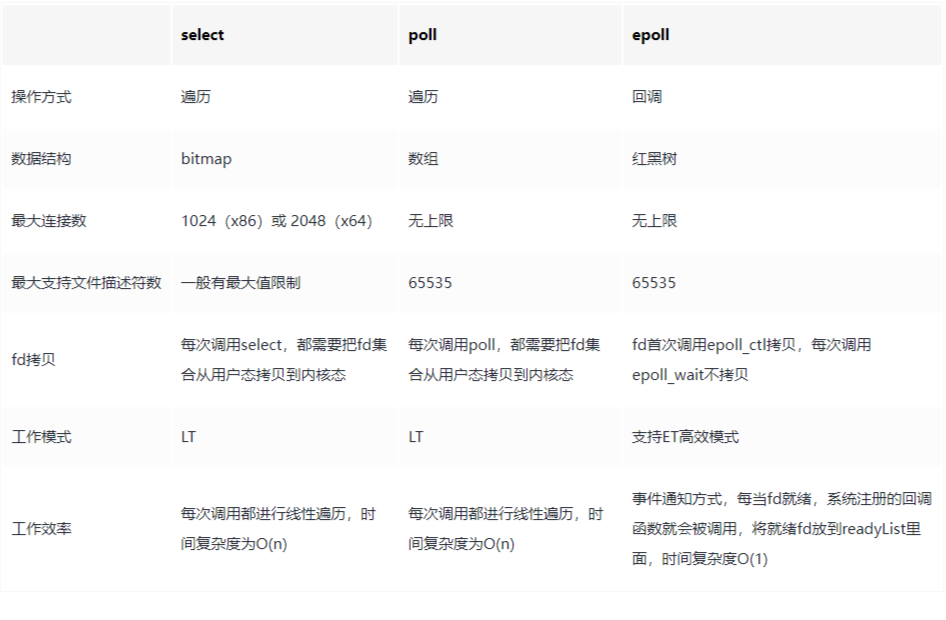 select poll epoll
操作方式 遍历 遍历 回调
数据结构 bitmap 数组 红黑树
最大连接数 1024（x86）或 2048（x64） 无上限 无上限
最大支持文件描述符数 一般有最大值限制 65535 65535
fd拷贝
每次调用select，都需要把fd集
合从用户态拷贝到内核态
每次调用poll，都需要把fd集
合从用户态拷贝到内核态
fd首次调用epoll_ctl拷贝，每次调用
epoll_wait不拷贝
工作模式 LT LT 支持ET高效模式
工作效率
每次调用都进行线性遍历，时
间复杂度为O(n)
每次调用都进行线性遍历，时
间复杂度为O(n)
事件通知方式，每当fd就绪，系统注册的回调
函数就会被调用，将就绪fd放到readyList里
面，时间复杂度O(1)